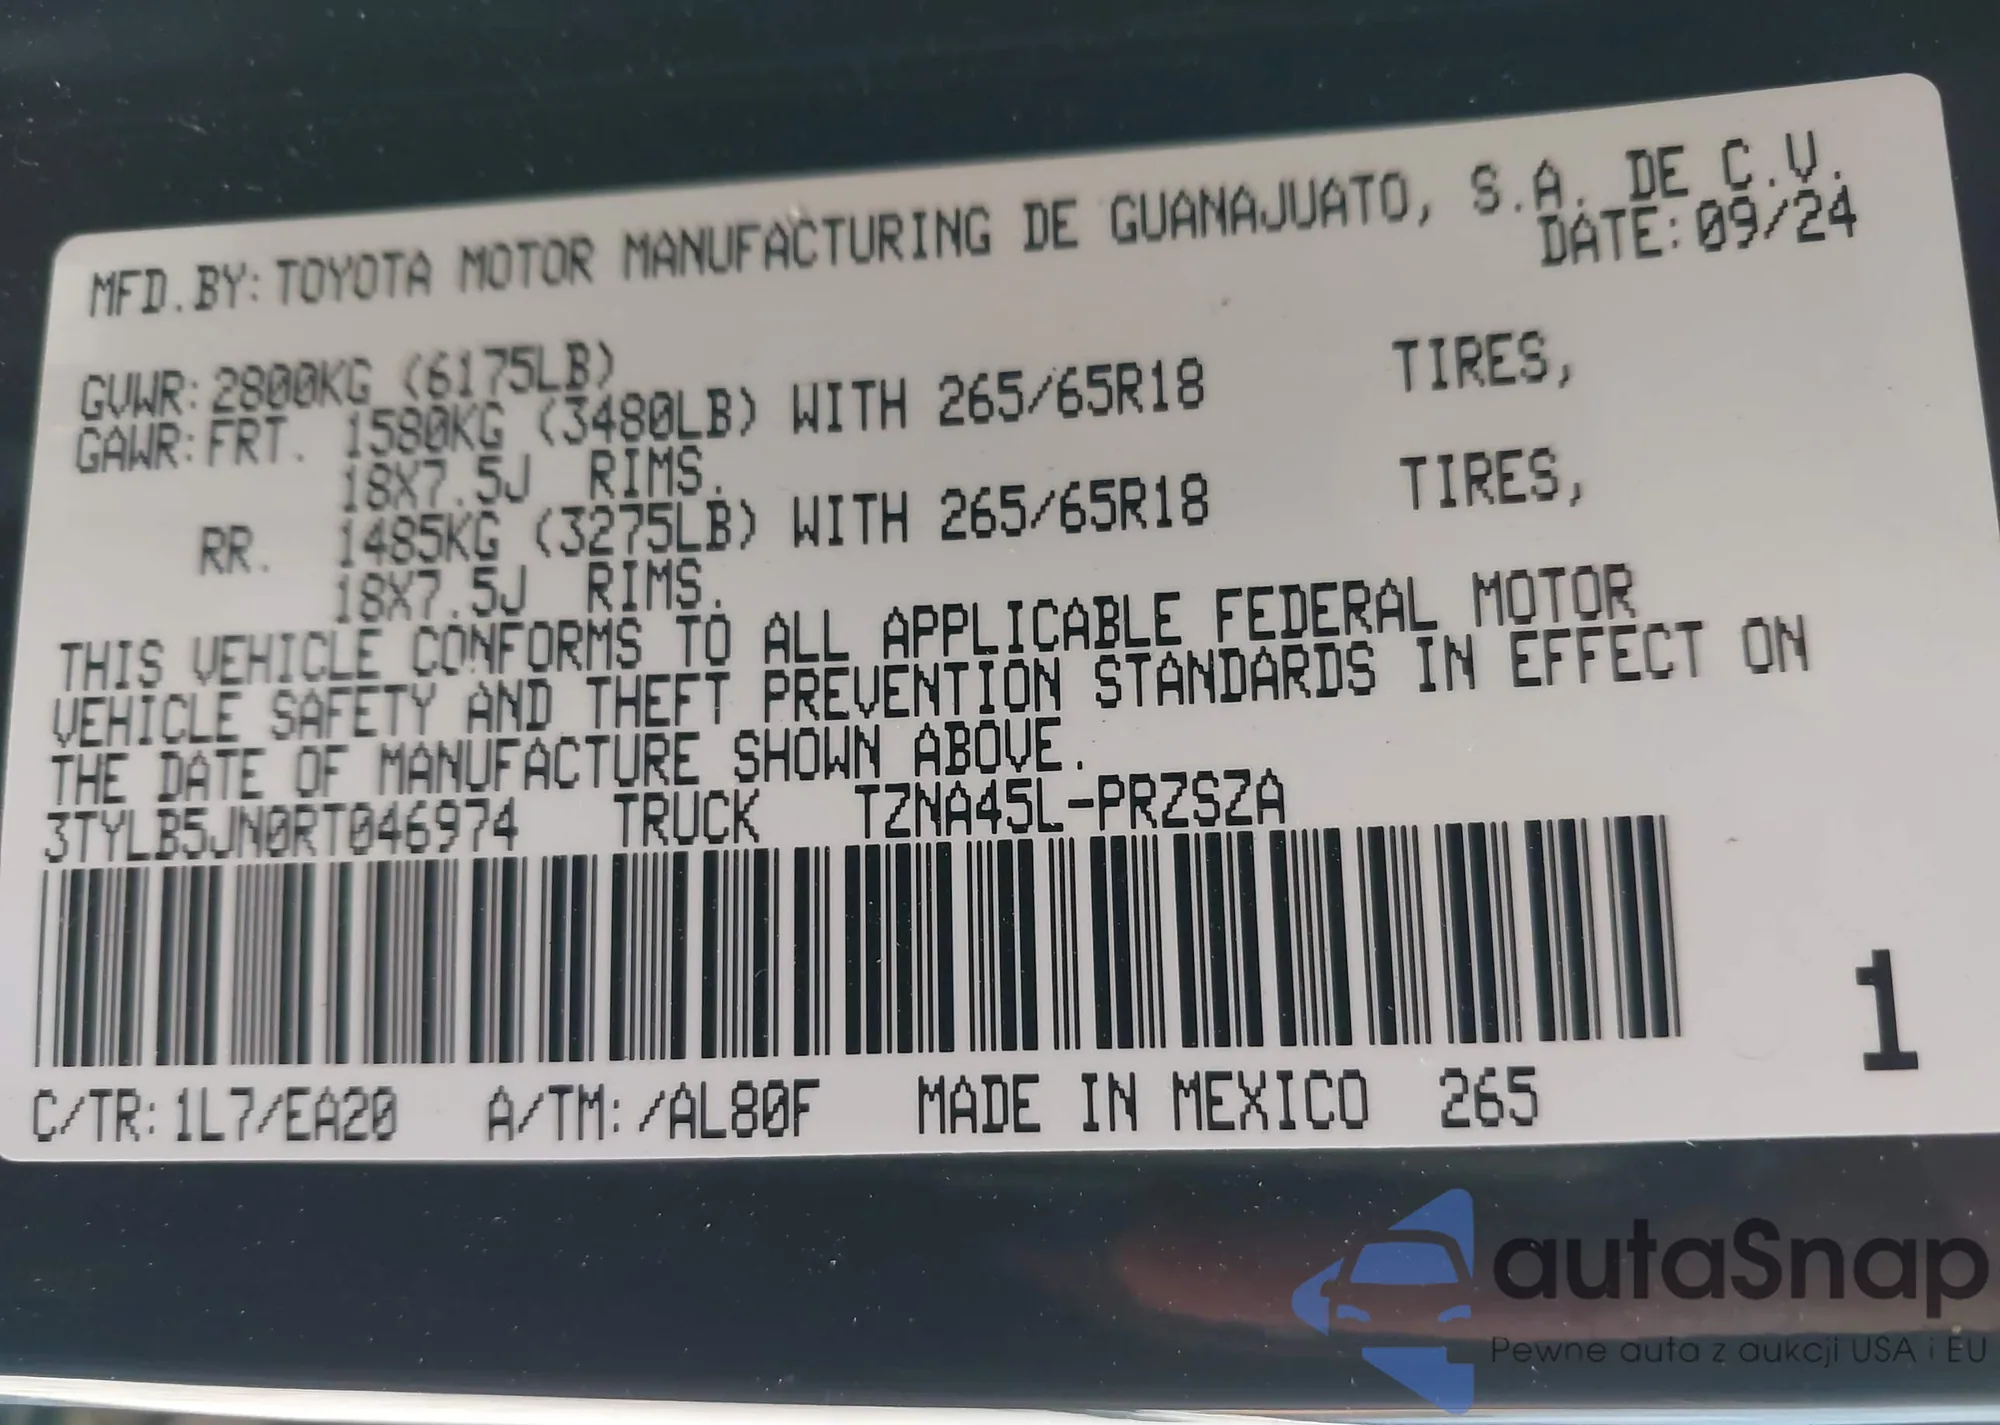 MFD.BY: TOYOTA MOTOR MANUFACTURING DE GUANAJUATO, S.A. DE C.V.
DATE: 09/24
GVWR: 2800KG (6175LB)
GAWR: FRT. 1580KG (3480LB) WITH 265/65R18 TIRES,
18X7.5J RIMS.
RR. 1485KG (3275LB) WITH 265/65R18 TIRES,
18X7.5J RIMS.
THIS VEHICLE CONFORMS TO ALL APPLICABLE FEDERAL MOTOR
VEHICLE SAFETY AND THEFT PREVENTION STANDARDS IN EFFECT ON
THE DATE OF MANUFACTURE SHOWN ABOVE.
3TYLB5JN0RT046974 TRUCK TZNA45L-PRZSZA
1
C/TR: 1L7/EA20 A/TM: /AL80F MADE IN MEXICO 265
autaSnap
Pewne auta z aukcji USA i EU